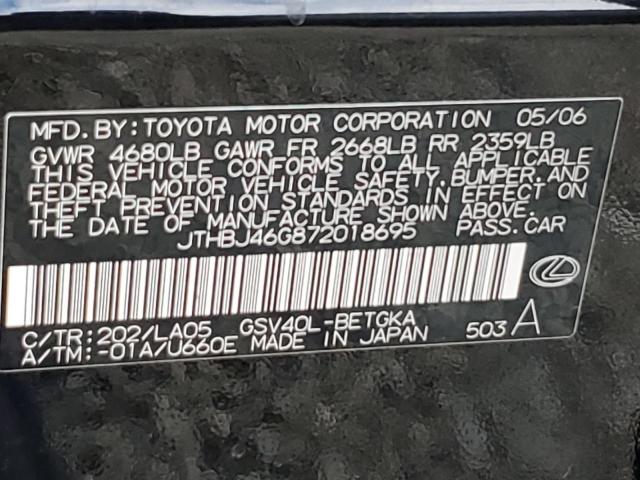 MFD. BY: TOYOTA MOTOR CORPORATION 05/06
GVWR 4680LB GAWR FR 2668LB RR 2359LB
THIS VEHICLE CONFORMS TO ALL APPLICABLE
FEDERAL MOTOR VEHICLE SAFETY, BUMPER, AND
THEFT PREVENTION STANDARDS IN EFFECT ON
THE DATE OF MANUFACTURE SHOWN ABOVE.
JTHBJ46G872018695 PASS.CAR
C/TR: 202/LA05 GSV40L-BETGKA
A/TM: -01A/U660E MADE IN JAPAN 503 A